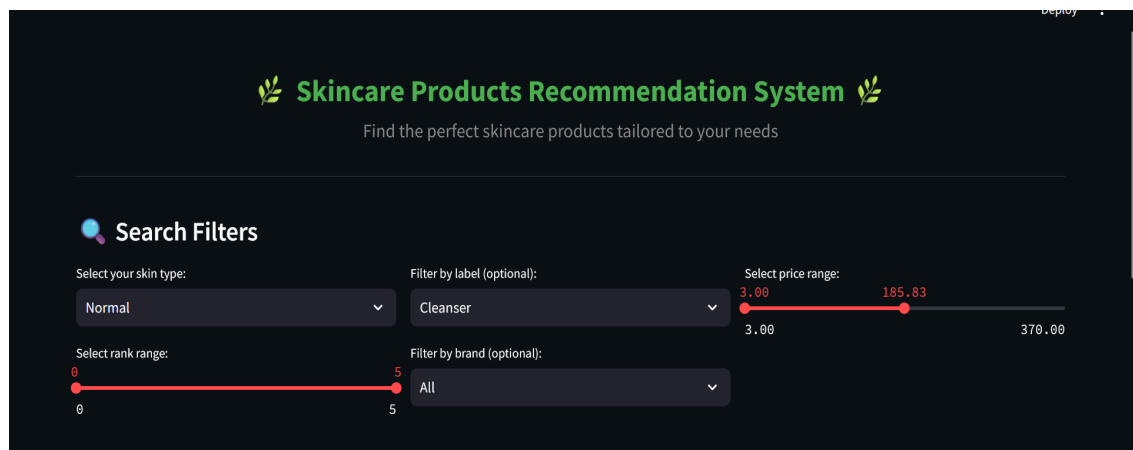 Deploy
Skincare Products Recommendation System
Find the perfect skincare products tailored to your needs
Search Filters
Select your skin type:
Normal
Filter by label (optional):
Cleanser
Select price range:
3.00 185.83
3.00 370.00
Select rank range:
0 5
0 5
Filter by brand (optional):
All